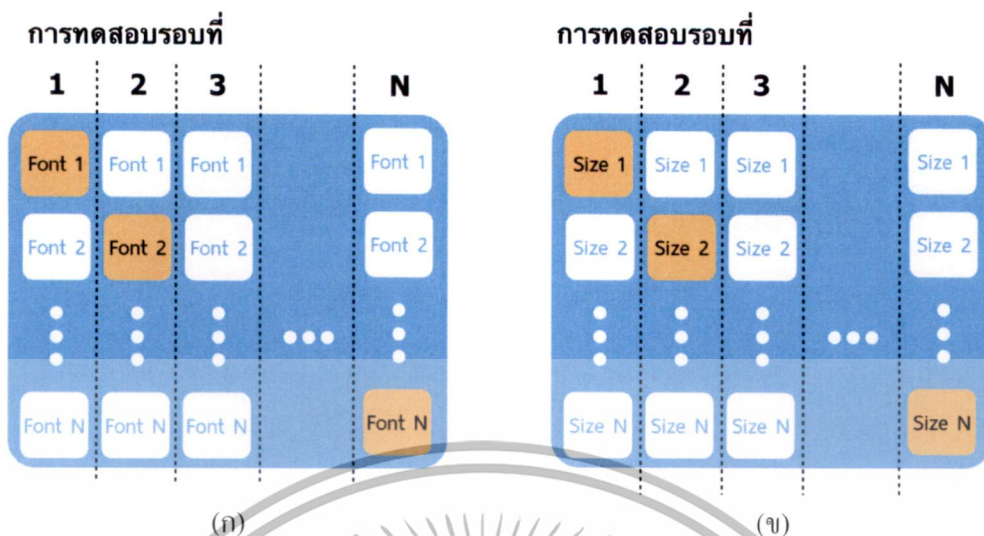 การทดสอบรอบที่ การทดสอบรอบที่
1 2 3 N 1 2 3 N
Font 1 Font 1 Font 1 Font 1 Size 1 Size 1 Size 1 Size 1
Font 2 Font 2 Font 2 Font 2 Size 2 Size 2 Size 2 Size 2
Font N Font N Font N Font N Size N Size N Size N Size N
(ก) (ข)